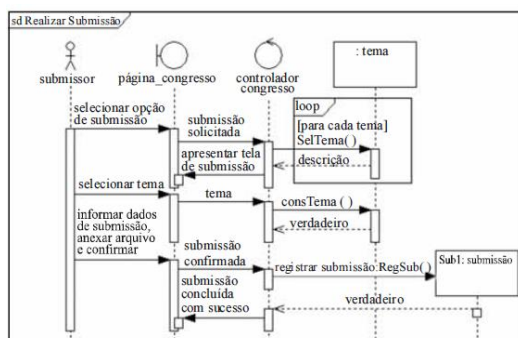 sd Realizar Submissão
submissor
página_congresso
controlador
congresso
: tema
selecionar opção
de submissão
submissão
solicitada
loop
[para cada tema]
SelTema( )
descrição
apresentar tela
de submissão
selecionar tema
tema
consTema ( )
verdadeiro
informar dados
de submissão,
anexar arquivo
e confirmar
submissão
confirmada
registrar submissão:RegSub( )
Sub1: submissão
submissão
concluída
com sucesso
verdadeiro